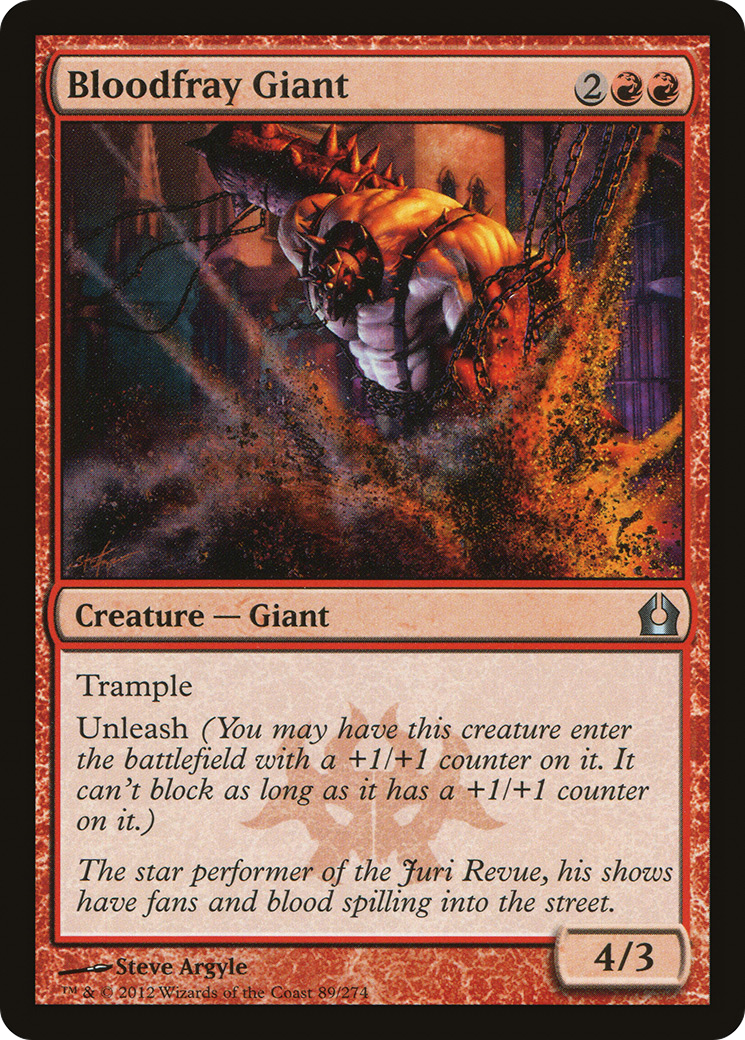 Bloodfray Giant 2
Creature — Giant
Trample
Unleash (You may have this creature enter
the battlefield with a +1/+1 counter on it. It
can't block as long as it has a +1/+1 counter
on it.)
The star performer of the Juri Revue, his shows
have fans and blood spilling into the street.
4/3
Steve Argyle
™ & © 2012 Wizards of the Coast 89/274